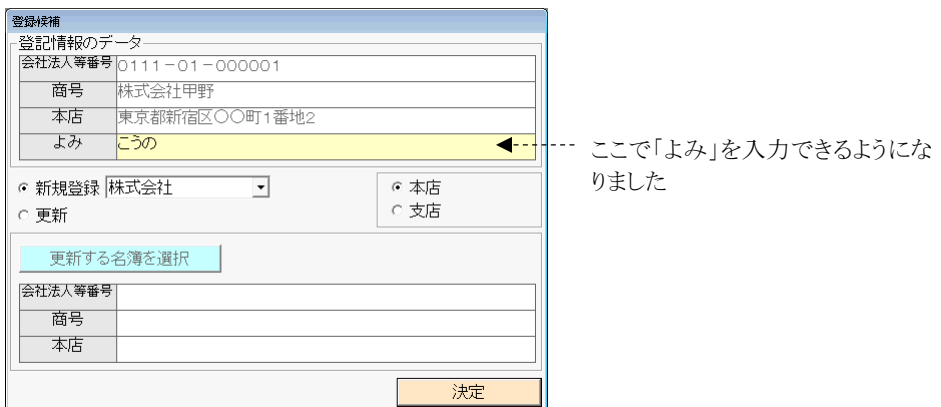 登録候補
登記情報のデータ
会社法人等番号 0111-01-000001
商号 株式会社甲野
本店 東京都新宿区〇〇町1番地2
よみ こうの
ここで「よみ」を入力できるようにな
りました
新規登録 株式会社
更新
本店
支店
更新する名簿を選択
会社法人等番号
商号
本店
決定